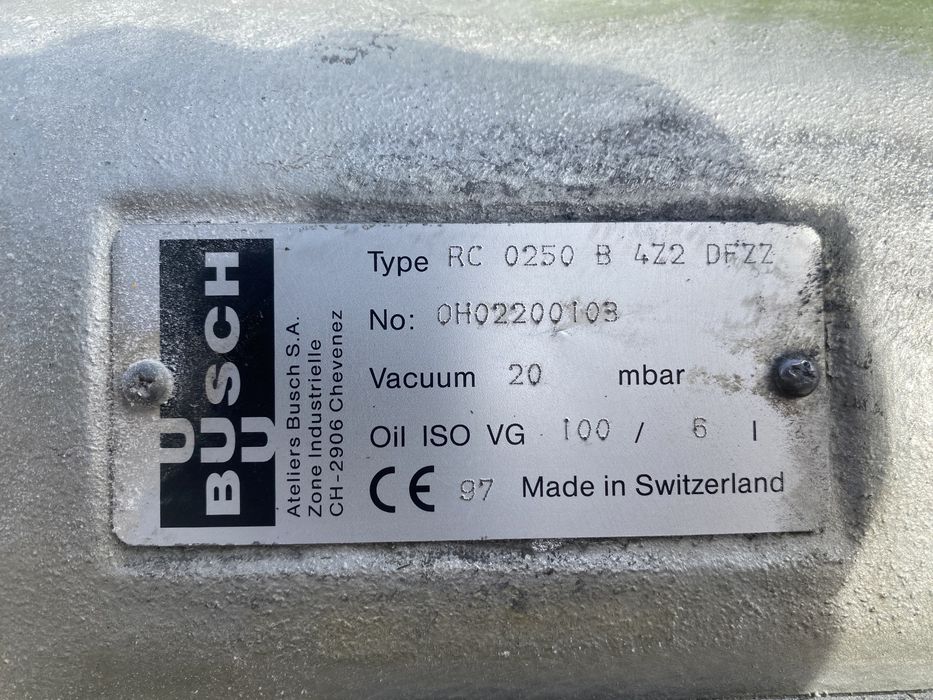 BUSCH
U
U
Ateliers Busch S.A.
Zone Industrielle
CH-2906 Chevenez
Type RC 0250 B 4Z2 DFZZ
No: 0H02200103
Vacuum 20 mbar
Oil ISO VG 100 / 6 l
CE 97 Made in Switzerland